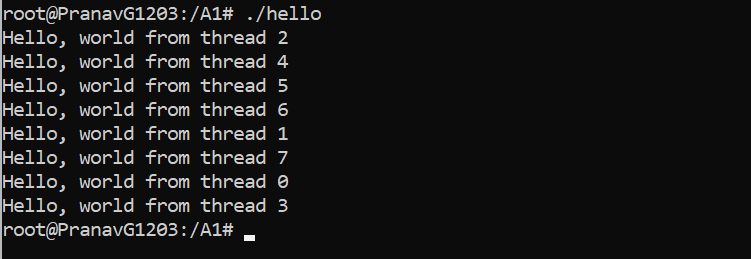 root@PranavG1203:/A1# ./hello
Hello, world from thread 2
Hello, world from thread 4
Hello, world from thread 5
Hello, world from thread 6
Hello, world from thread 1
Hello, world from thread 7
Hello, world from thread 0
Hello, world from thread 3
root@PranavG1203:/A1#